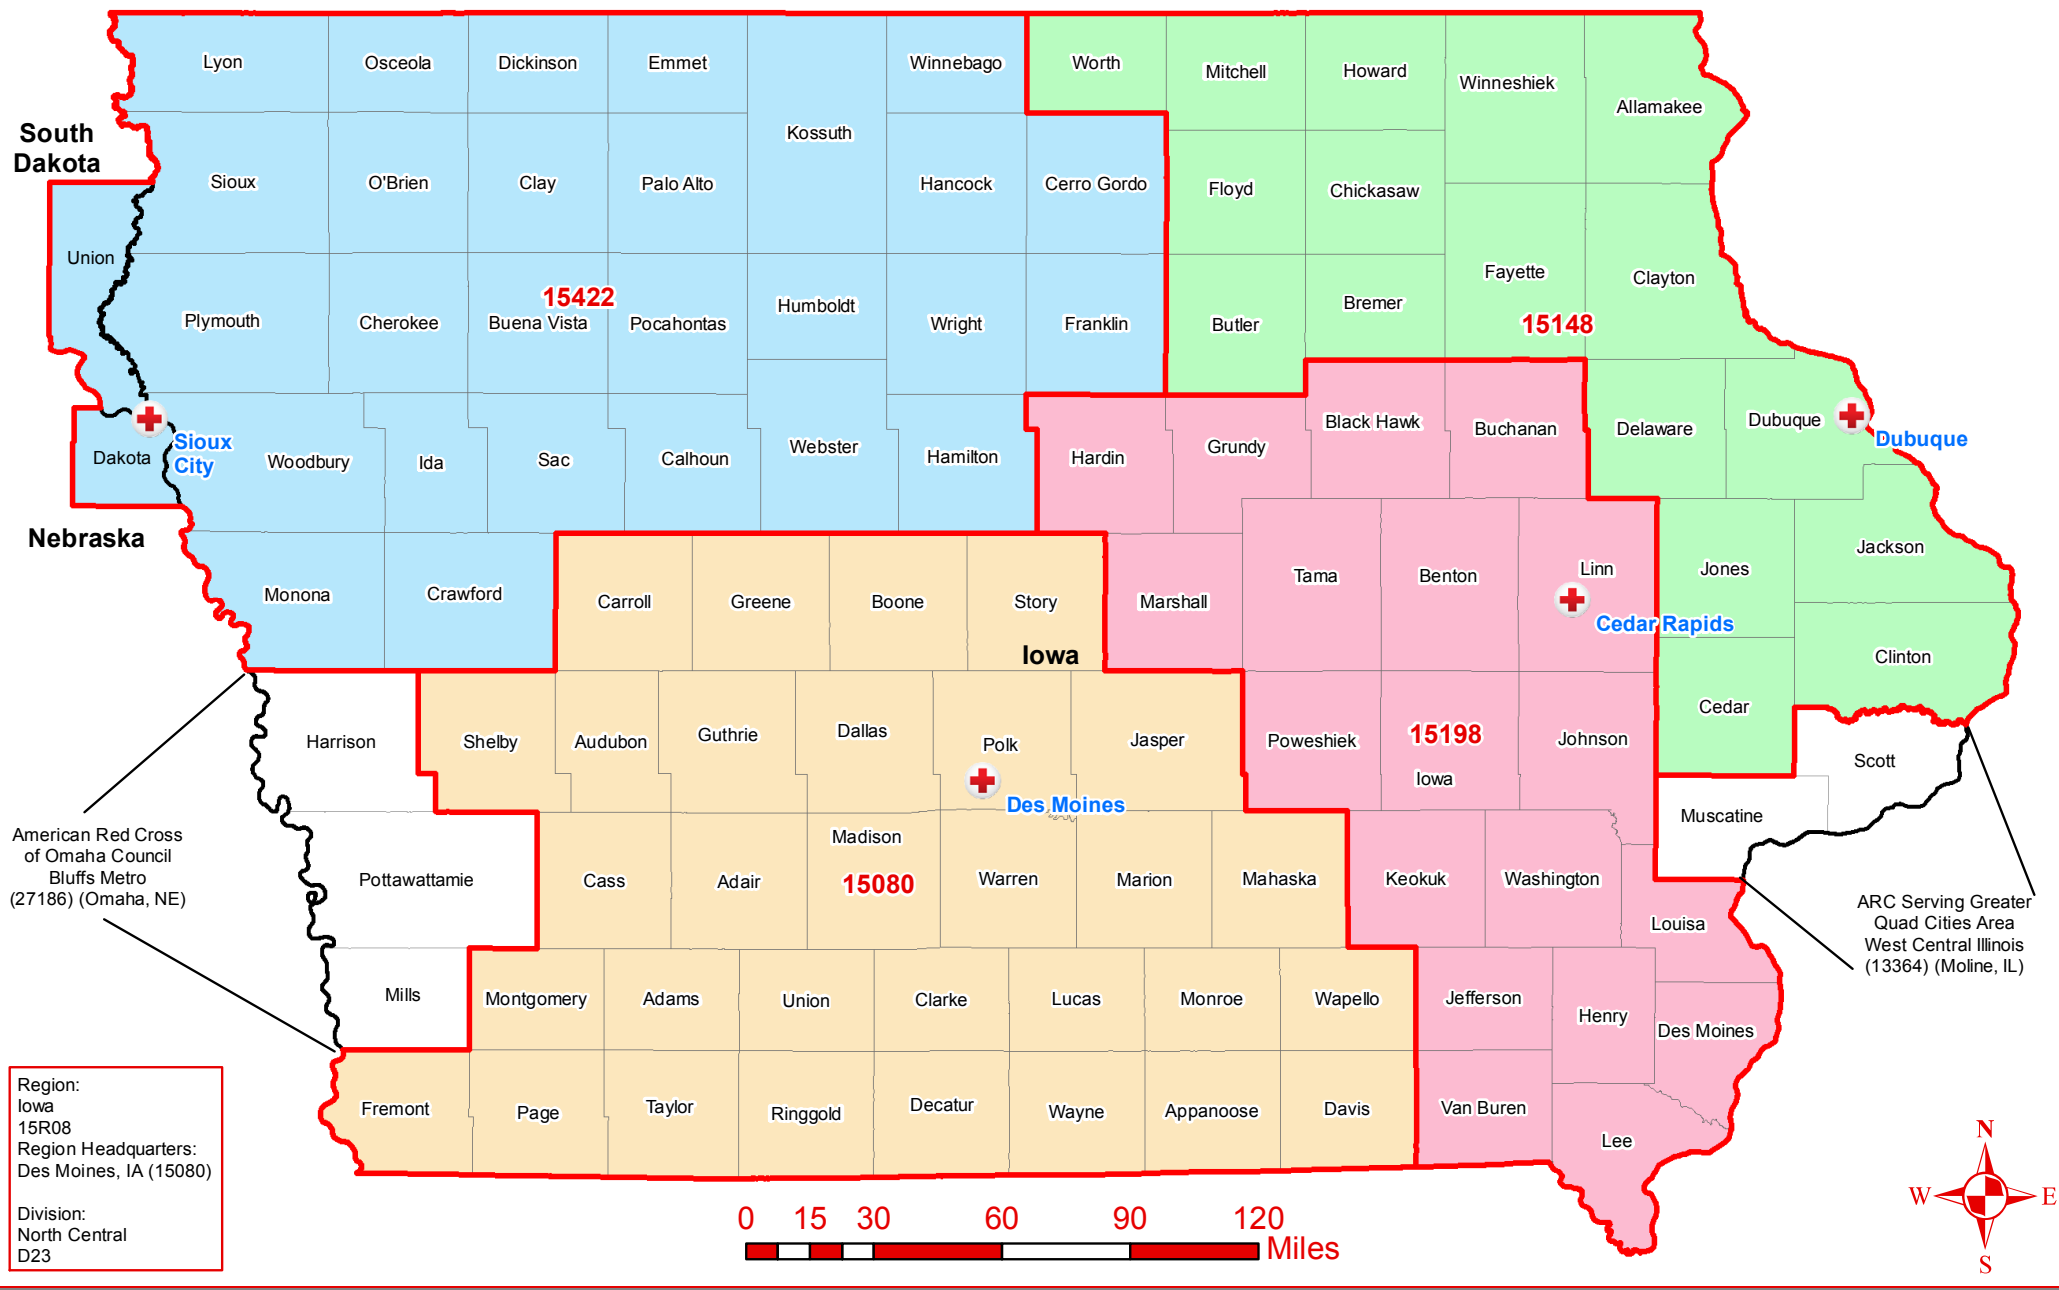 Lyon
Osceola
Dickinson
Emmet
Winnebago
Worth
Mitchell
Howard
Winneshiek
Allamakee
Kossuth
South
Dakota
Sioux
O'Brien
Clay
Palo Alto
Hancock
Cerro Gordo
Floyd
Chickasaw
Union
Fayette
Clayton
15422
Plymouth
Cherokee
Buena Vista
Pocahontas
Humboldt
Wright
Franklin
Butler
Bremer
15148
Sioux
City
Dakota
Woodbury
Ida
Sac
Calhoun
Webster
Hamilton
Hardin
Grundy
Black Hawk
Buchanan
Delaware
Dubuque
Dubuque
Nebraska
Monona
Crawford
Carroll
Greene
Boone
Story
Marshall
Tama
Benton
Linn
Cedar Rapids
Jones
Jackson
Iowa
Clinton
Harrison
Shelby
Audubon
Guthrie
Dallas
Polk
Des Moines
Jasper
Poweshiek
15198
Iowa
Johnson
Cedar
Scott
Muscatine
American Red Cross
of Omaha Council
Bluffs Metro
(27186) (Omaha, NE)
Pottawattamie
Cass
Adair
Madison
15080
Warren
Marion
Mahaska
Keokuk
Washington
Louisa
ARC Serving Greater
Quad Cities Area
West Central Illinois
(13364) (Moline, IL)
Mills
Montgomery
Adams
Union
Clarke
Lucas
Monroe
Wapello
Jefferson
Henry
Des Moines
Fremont
Page
Taylor
Ringgold
Decatur
Wayne
Appanoose
Davis
Van Buren
Lee
Region:
Iowa
15R08
Region Headquarters:
Des Moines, IA (15080)
Division:
North Central
D23
0 15 30 60 90 120
Miles
N
W E
S